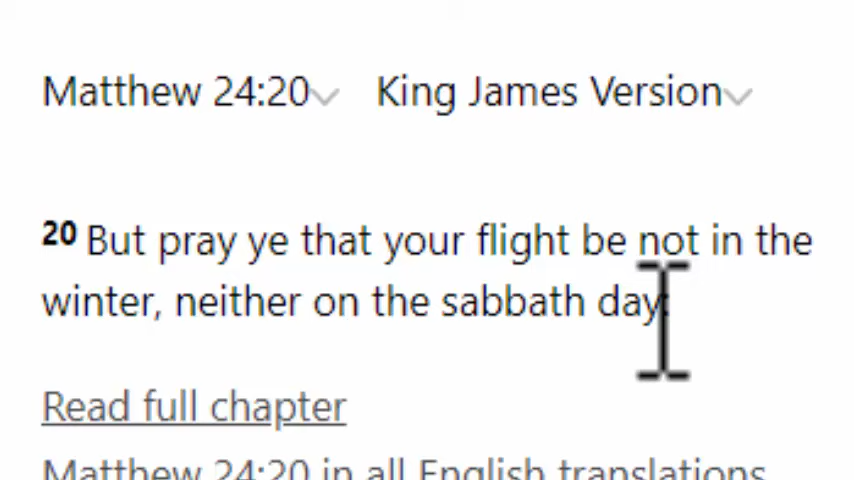 Matthew 24:20 King James Version
20 But pray ye that your flight be not in the
winter, neither on the sabbath day:
Read full chapter
Matthew 24:20 in all English translations